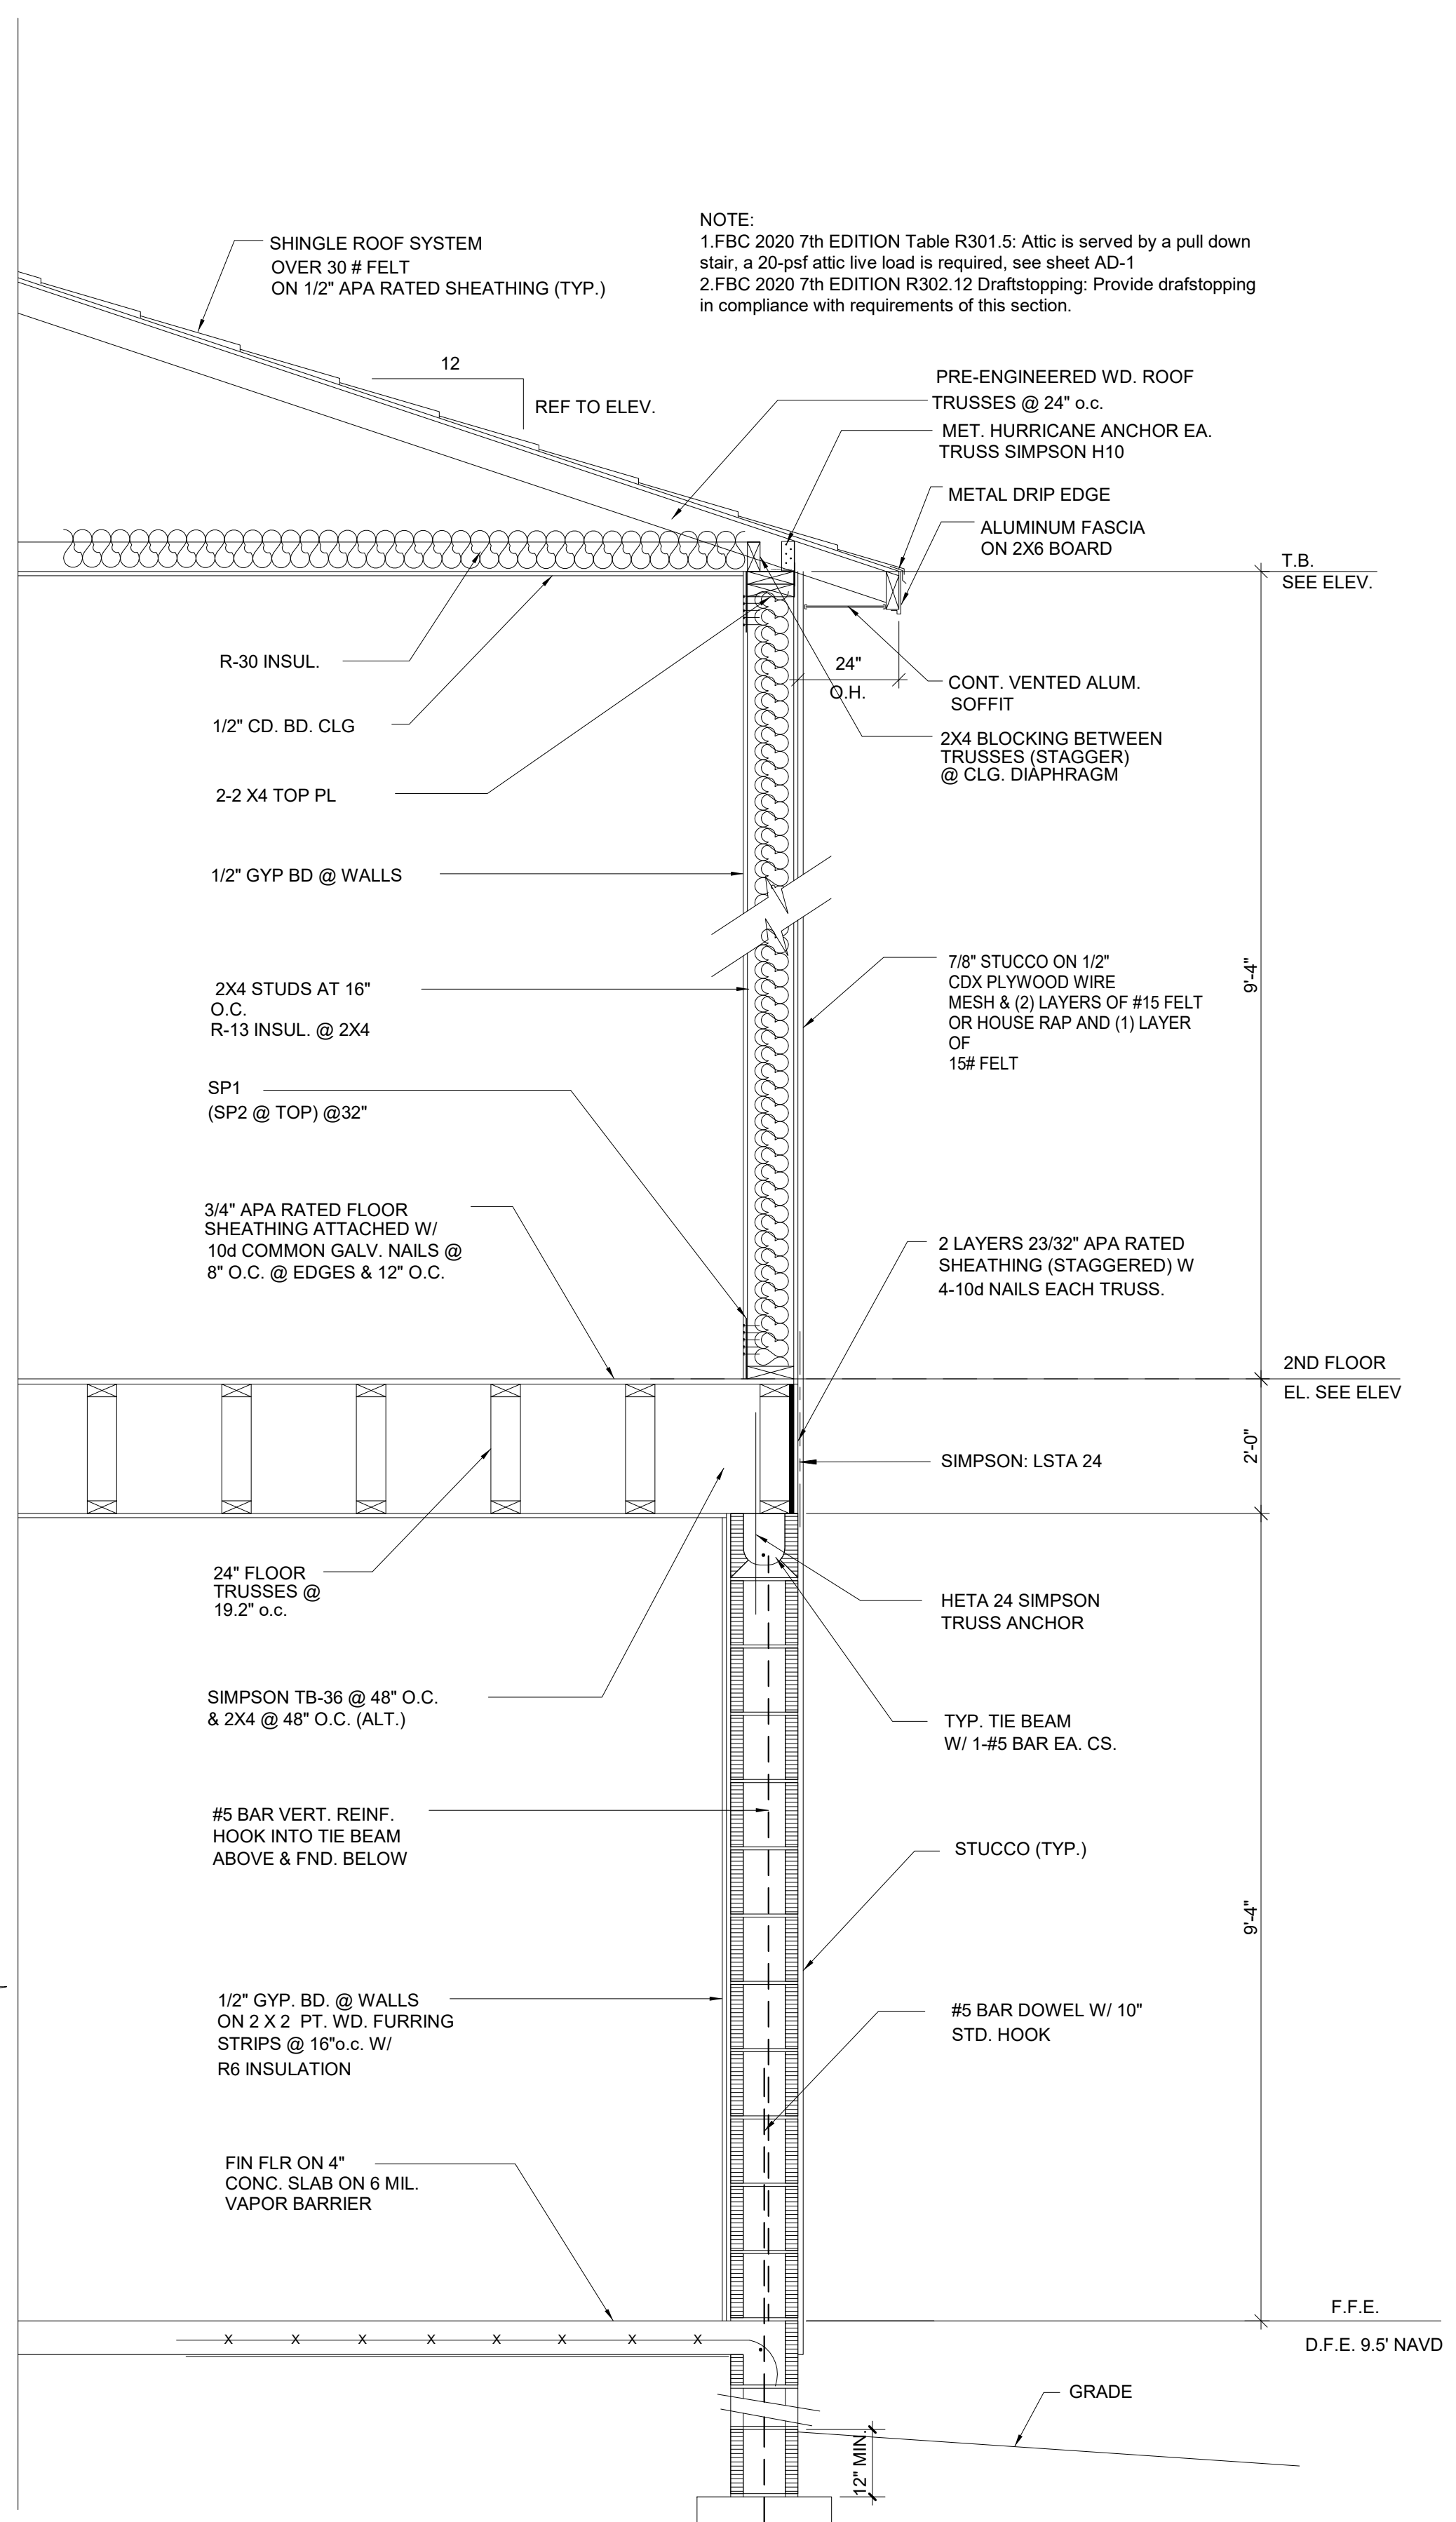 NOTE:
1.FBC 2020 7th EDITION Table R301.5: Attic is served by a pull down
stair, a 20-psf attic live load is required, see sheet AD-1
2.FBC 2020 7th EDITION R302.12 Draftstopping: Provide drafstopping
in compliance with requirements of this section.
SHINGLE ROOF SYSTEM
OVER 30 # FELT
ON 1/2" APA RATED SHEATHING (TYP.)
12
REF TO ELEV.
PRE-ENGINEERED WD. ROOF
TRUSSES @ 24" o.c.
MET. HURRICANE ANCHOR EA.
TRUSS SIMPSON H10
METAL DRIP EDGE
ALUMINUM FASCIA
ON 2X6 BOARD
T.B.
SEE ELEV.
R-30 INSUL.
24"
O.H.
CONT. VENTED ALUM.
SOFFIT
1/2" CD. BD. CLG
2X4 BLOCKING BETWEEN
TRUSSES (STAGGER)
@ CLG. DIAPHRAGM
2-2 X4 TOP PL
1/2" GYP BD @ WALLS
7/8" STUCCO ON 1/2"
CDX PLYWOOD WIRE
MESH & (2) LAYERS OF #15 FELT
OR HOUSE RAP AND (1) LAYER
OF
15# FELT
9'-4"
2X4 STUDS AT 16"
O.C.
R-13 INSUL. @ 2X4
SP1
(SP2 @ TOP) @32"
3/4" APA RATED FLOOR
SHEATHING ATTACHED W/
10d COMMON GALV. NAILS @
8" O.C. @ EDGES & 12" O.C.
2 LAYERS 23/32" APA RATED
SHEATHING (STAGGERED) W
4-10d NAILS EACH TRUSS.
2ND FLOOR
EL. SEE ELEV
2'-0"
SIMPSON: LSTA 24
24" FLOOR
TRUSSES @
19.2" o.c.
HETA 24 SIMPSON
TRUSS ANCHOR
SIMPSON TB-36 @ 48" O.C.
& 2X4 @ 48" O.C. (ALT.)
TYP. TIE BEAM
W/ 1-#5 BAR EA. CS.
#5 BAR VERT. REINF.
HOOK INTO TIE BEAM
ABOVE & FND. BELOW
STUCCO (TYP.)
9'-4"
1/2" GYP. BD. @ WALLS
ON 2 X 2 PT. WD. FURRING
STRIPS @ 16"o.c. W/
R6 INSULATION
#5 BAR DOWEL W/ 10"
STD. HOOK
FIN FLR ON 4"
CONC. SLAB ON 6 MIL.
VAPOR BARRIER
F.F.E.
D.F.E. 9.5' NAVD
X X X X X X X X
GRADE
12" MIN.